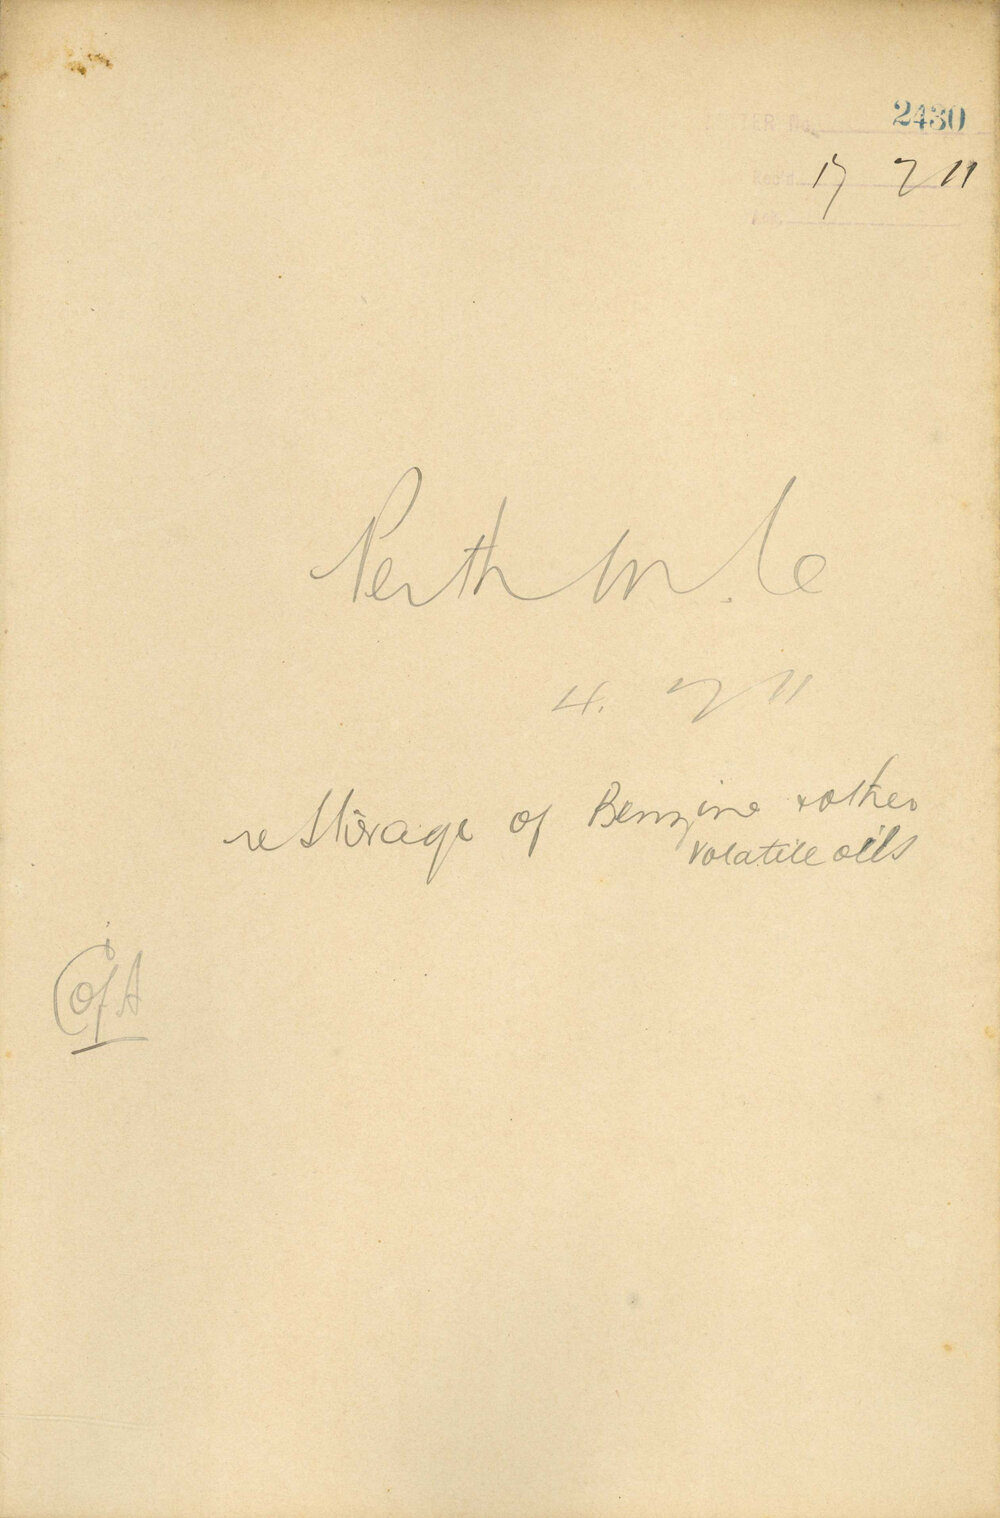 2430
17 7 11
Perth M. C
4. 7 11
re Storage of Benzine & other
volatile oils
C of A